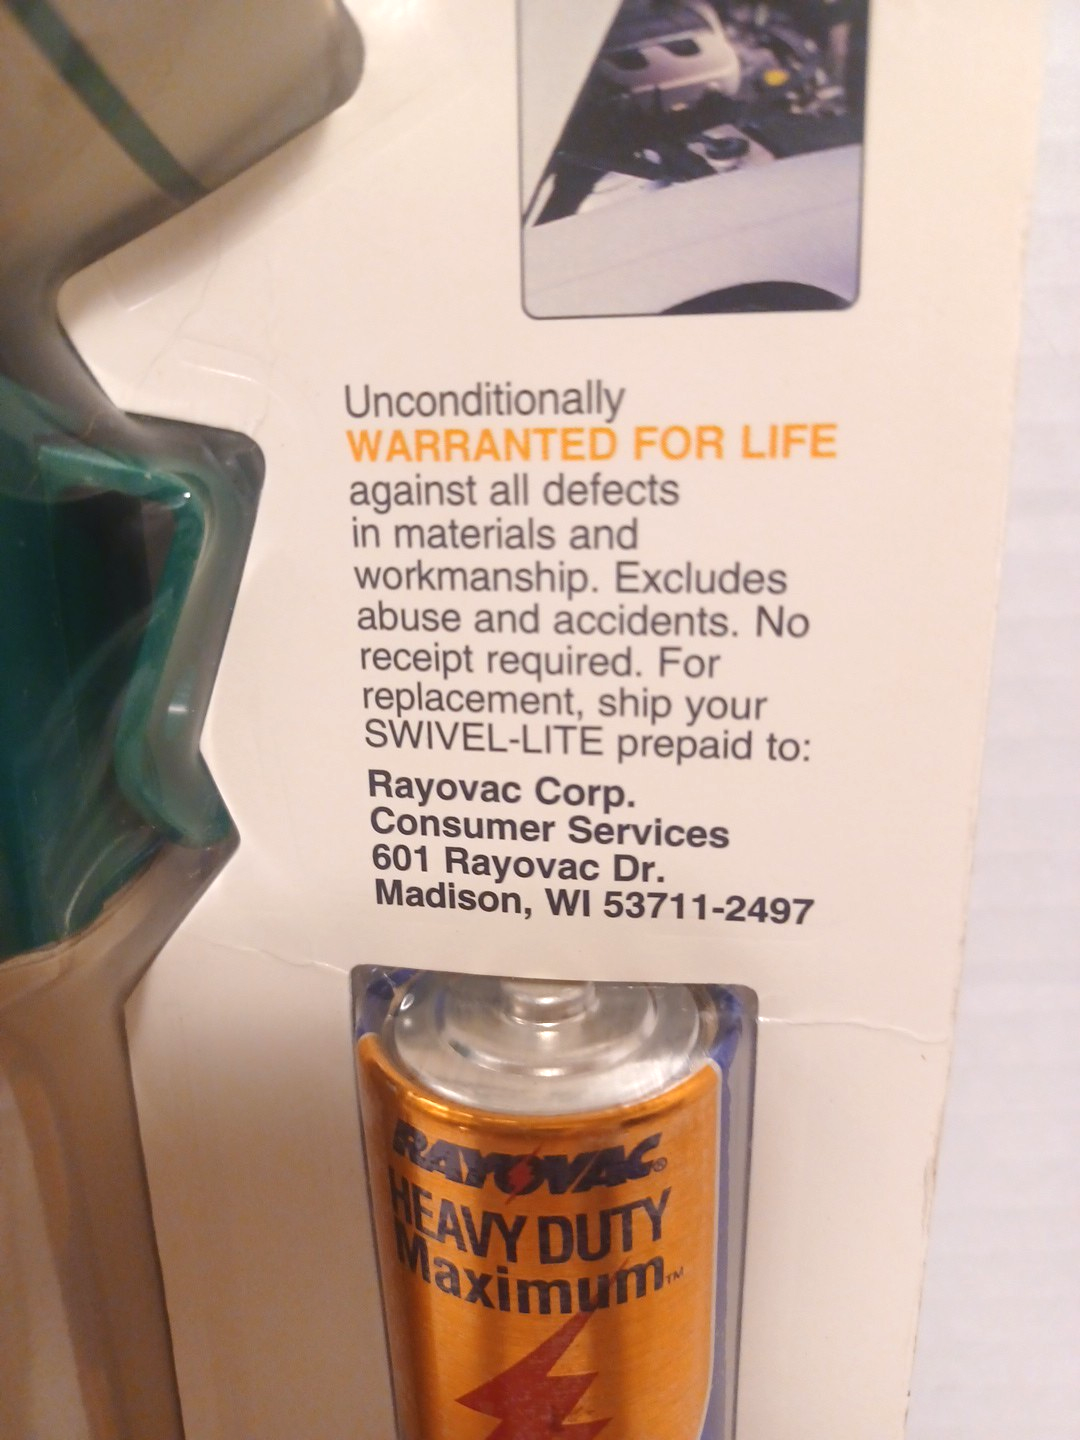 Unconditionally
WARRANTED FOR LIFE
against all defects
in materials and
workmanship. Excludes
abuse and accidents. No
receipt required. For
replacement, ship your
SWIVEL-LITE prepaid to:
Rayovac Corp.
Consumer Services
601 Rayovac Dr.
Madison, WI 53711-2497
RAYOVAC®
HEAVY DUTY
Maximum™